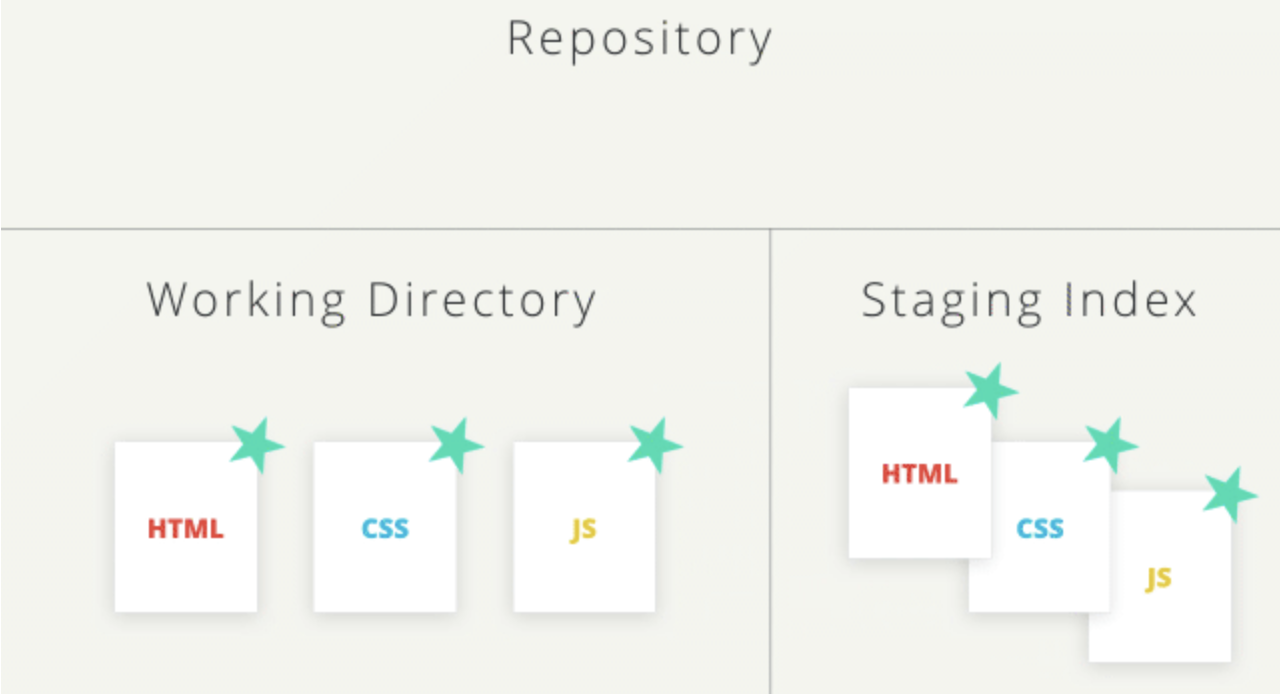 Repository
Working Directory
Staging Index
HTML
CSS
JS
HTML
CSS
JS